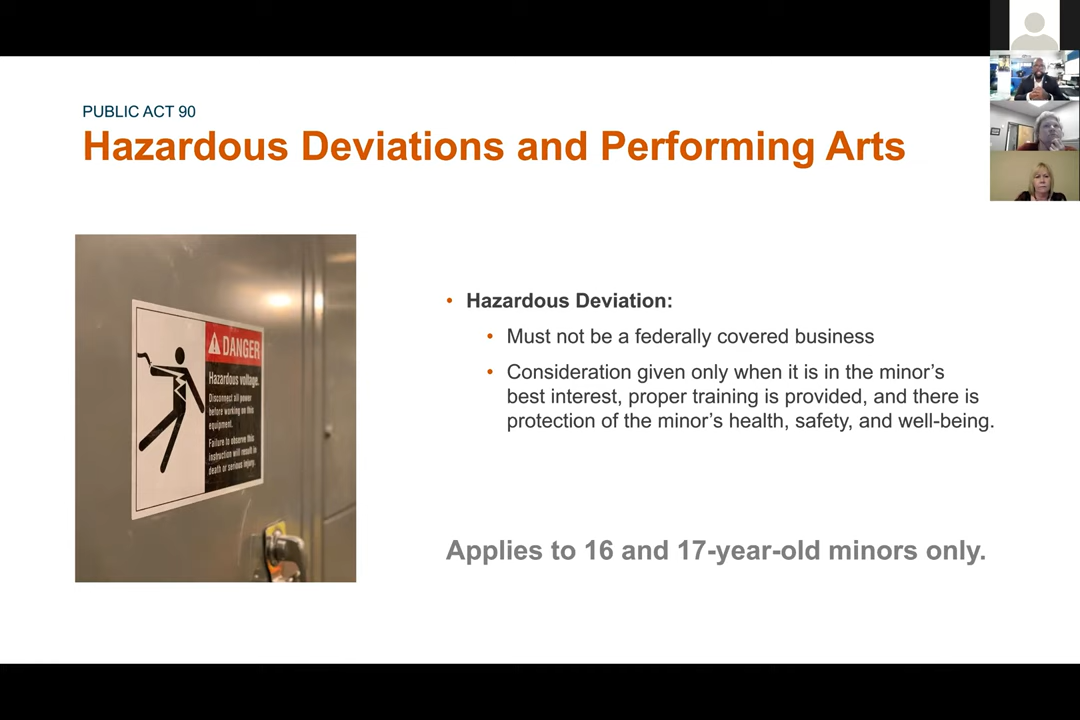 PUBLIC ACT 90
Hazardous Deviations and Performing Arts
DANGER
Hazardous voltage.
Disconnect all power
before working on this
equipment.
Failure to observe this
instruction will result in
death or serious injury.
• Hazardous Deviation:
• Must not be a federally covered business
• Consideration given only when it is in the minor's
best interest, proper training is provided, and there is
protection of the minor's health, safety, and well-being.
Applies to 16 and 17-year-old minors only.